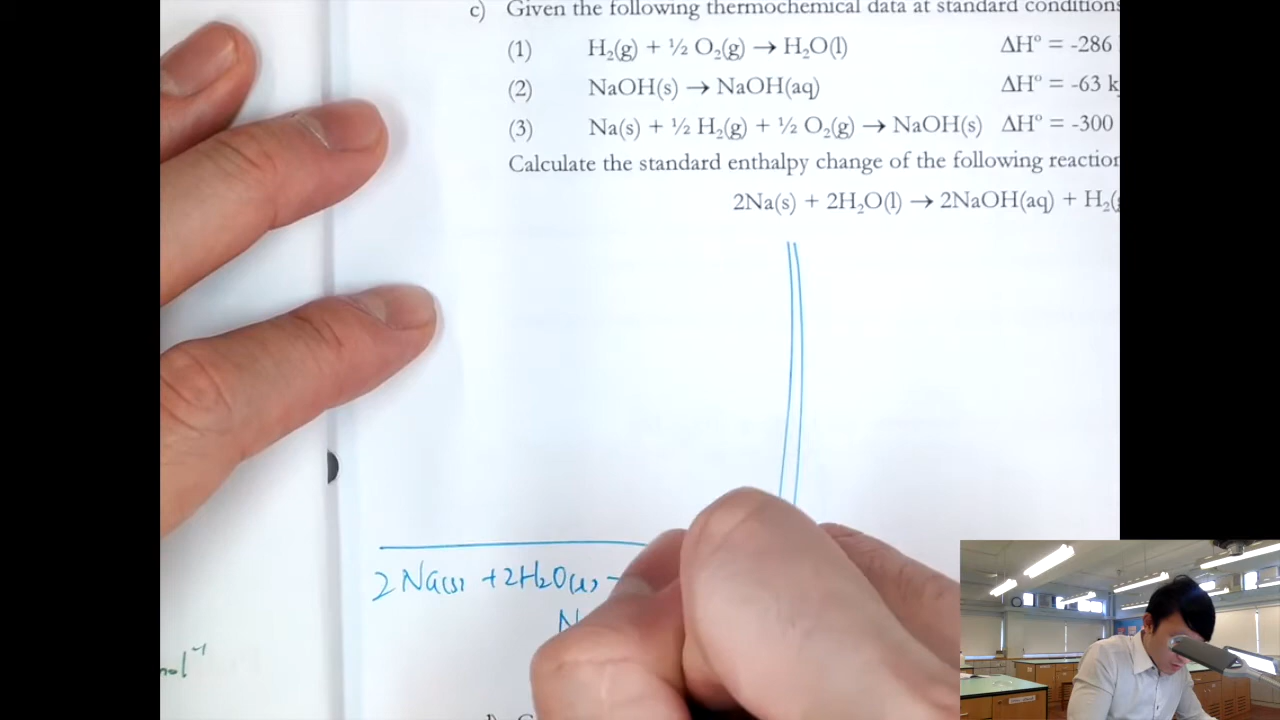 c) Given the following thermochemical data at standard conditions
(1) H₂(g) + ½ O₂(g) → H₂O(l) ΔH° = -286
(2) NaOH(s) → NaOH(aq) ΔH° = -63 k
(3) Na(s) + ½ H₂(g) + ½ O₂(g) → NaOH(s) ΔH° = -300
Calculate the standard enthalpy change of the following reaction
2Na(s) + 2H₂O(l) → 2NaOH(aq) + H₂(
2Na(s) + 2H₂O(l)
N
mol⁻¹